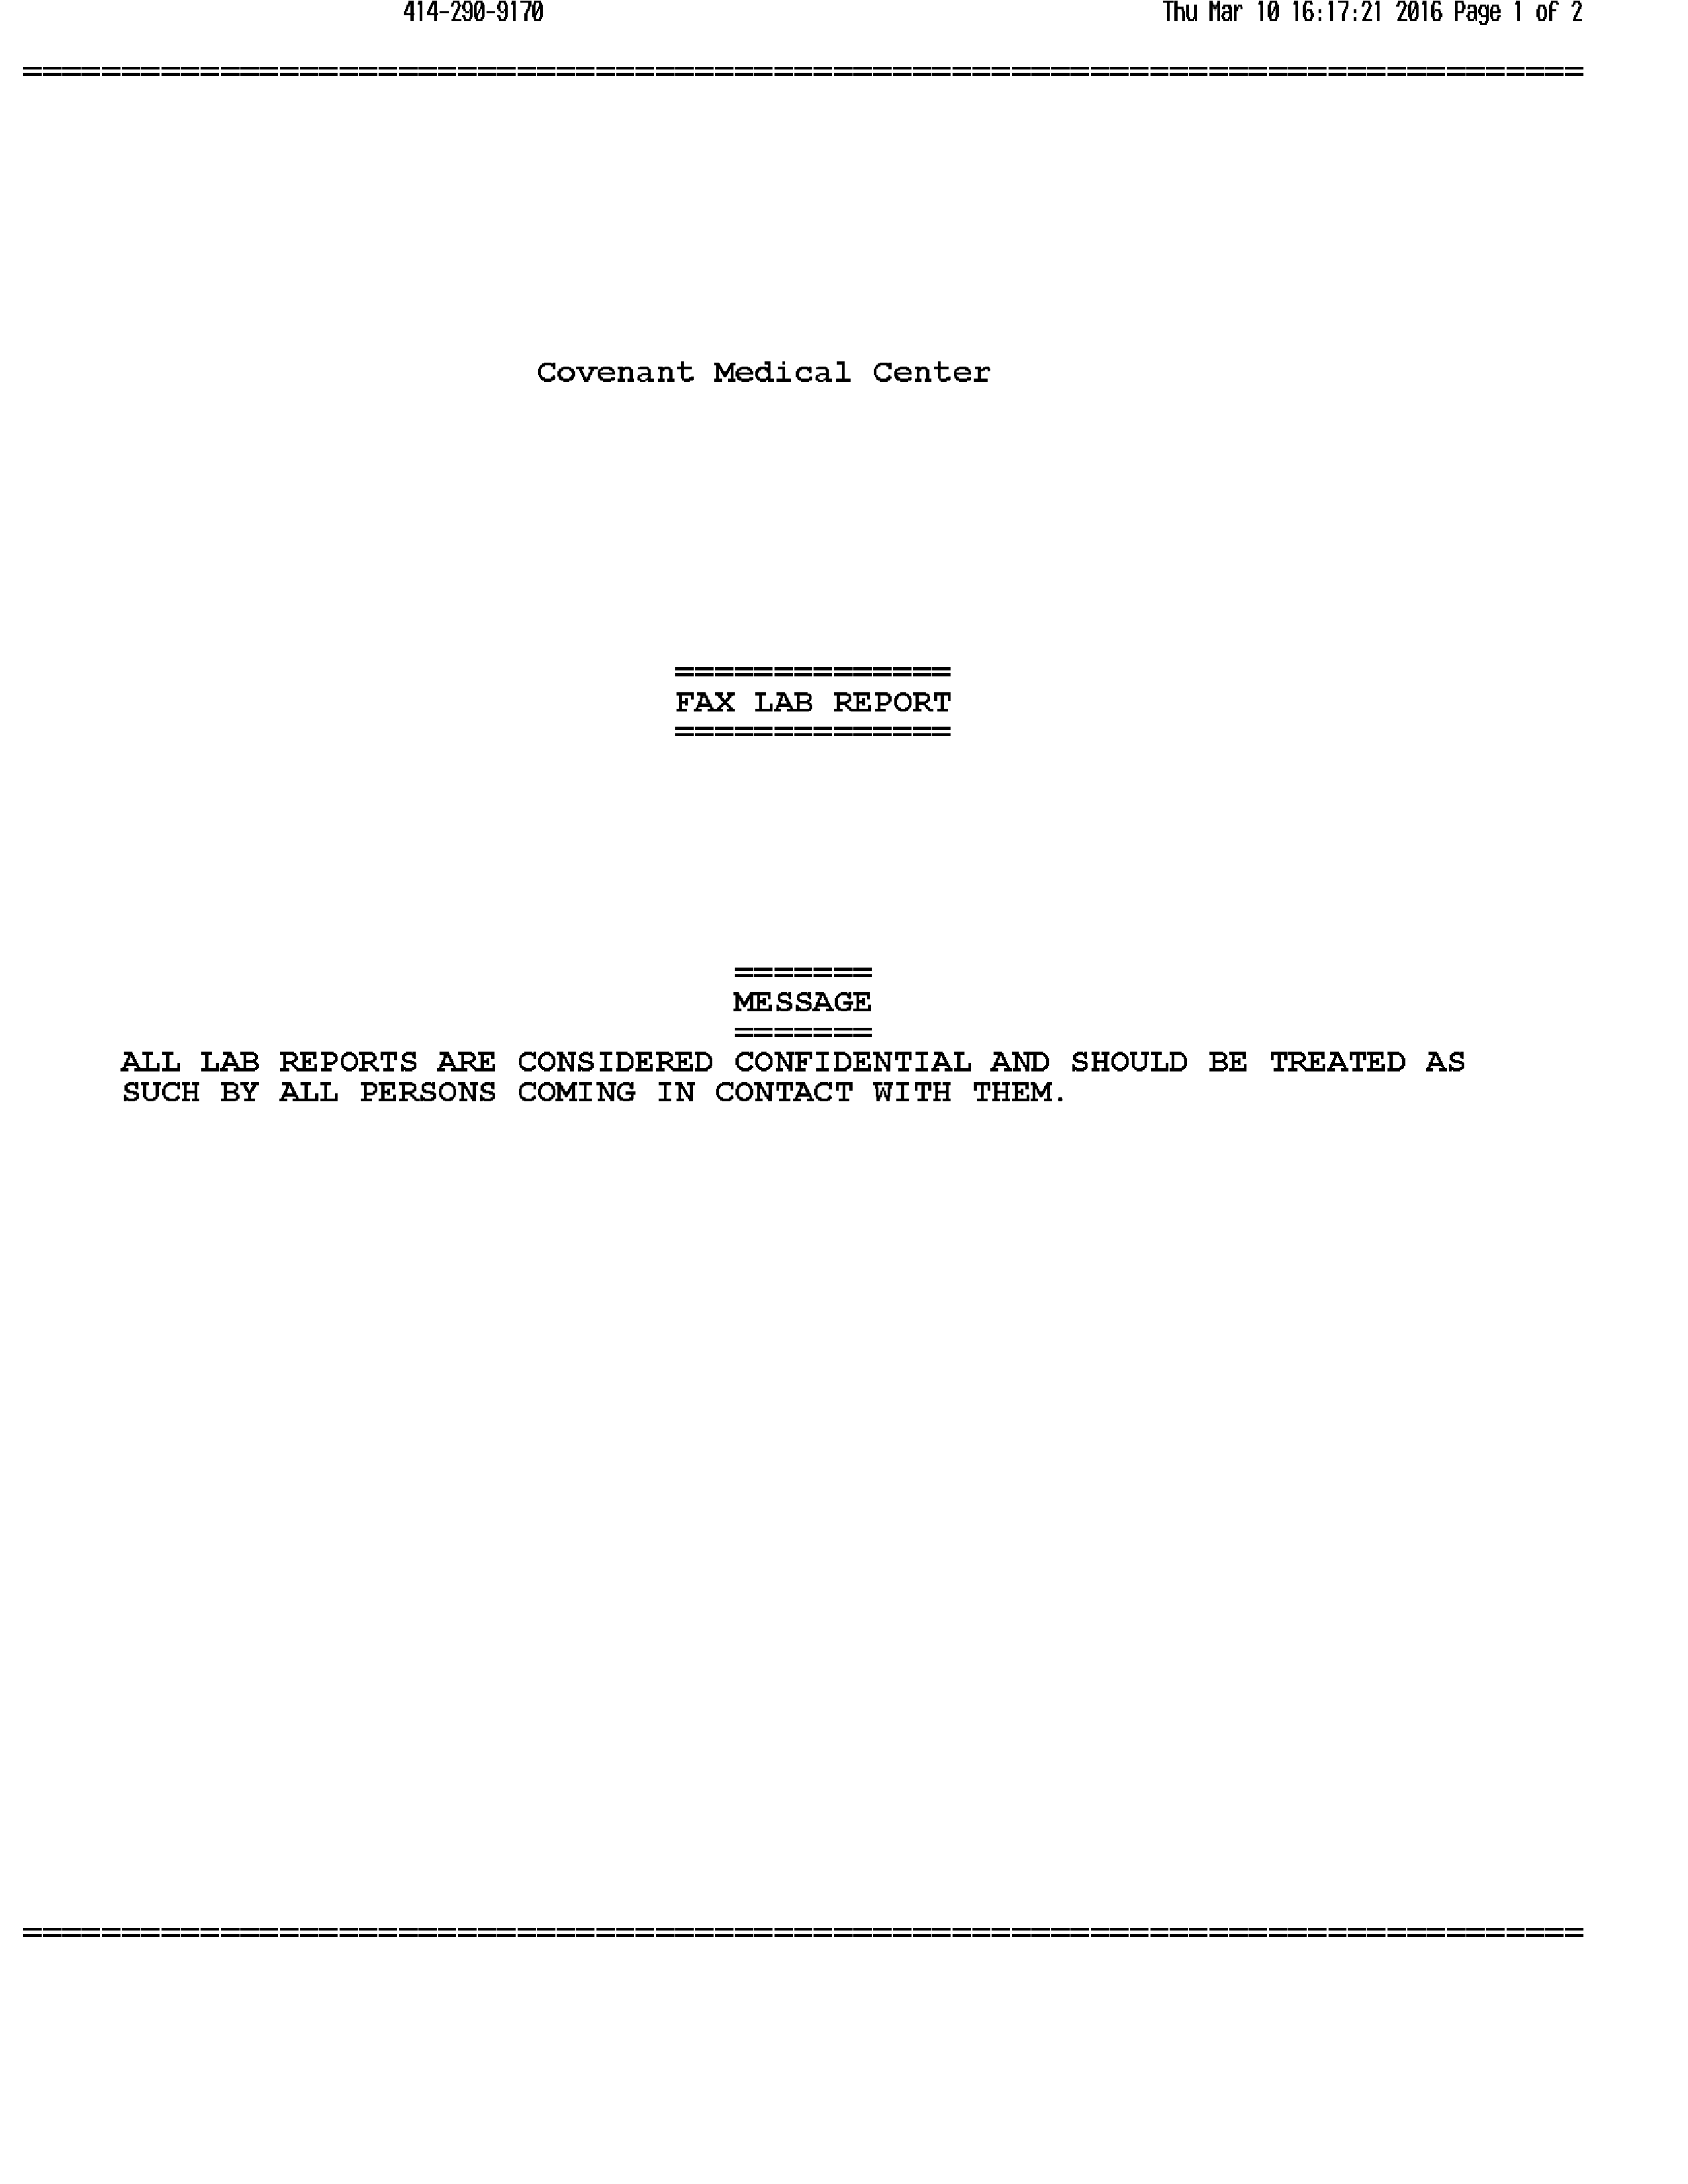 414-290-9170 Thu Mar 10 16:17:21 2016 Page 1 of 2
===============================================================================
Covenant Medical Center
==============
FAX LAB REPORT
==============
=======
MESSAGE
=======
ALL LAB REPORTS ARE CONSIDERED CONFIDENTIAL AND SHOULD BE TREATED AS
SUCH BY ALL PERSONS COMING IN CONTACT WITH THEM.
===============================================================================